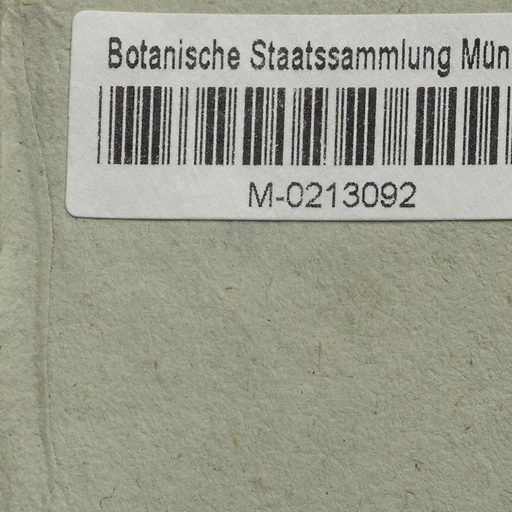 Botanische Staatssammlung Mün
M-0213092